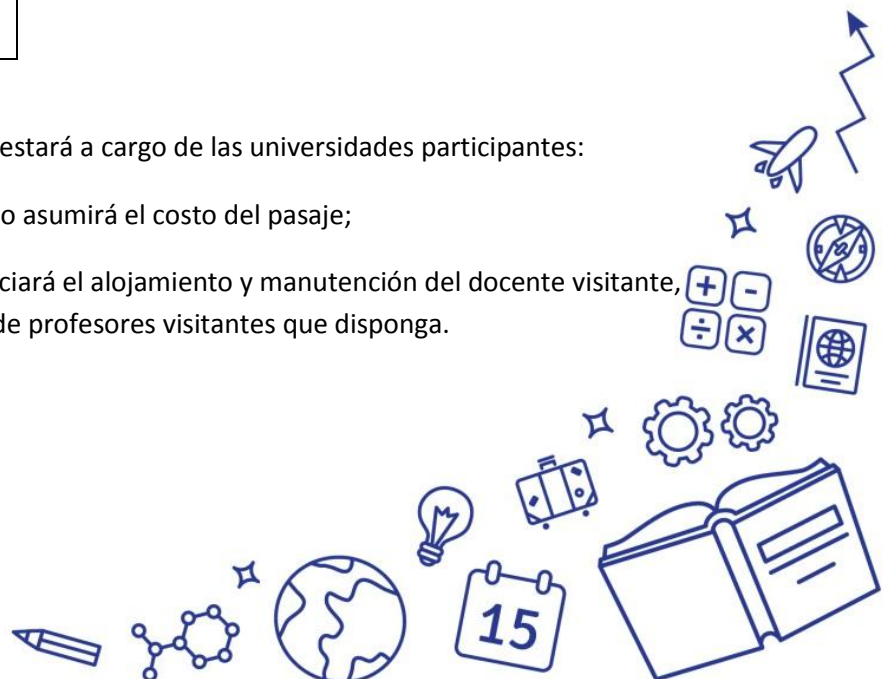 estará a cargo de las universidades participantes:
o asumirá el costo del pasaje;
ciará el alojamiento y manutención del docente visitante,
de profesores visitantes que disponga.
+ -
÷ ×
15